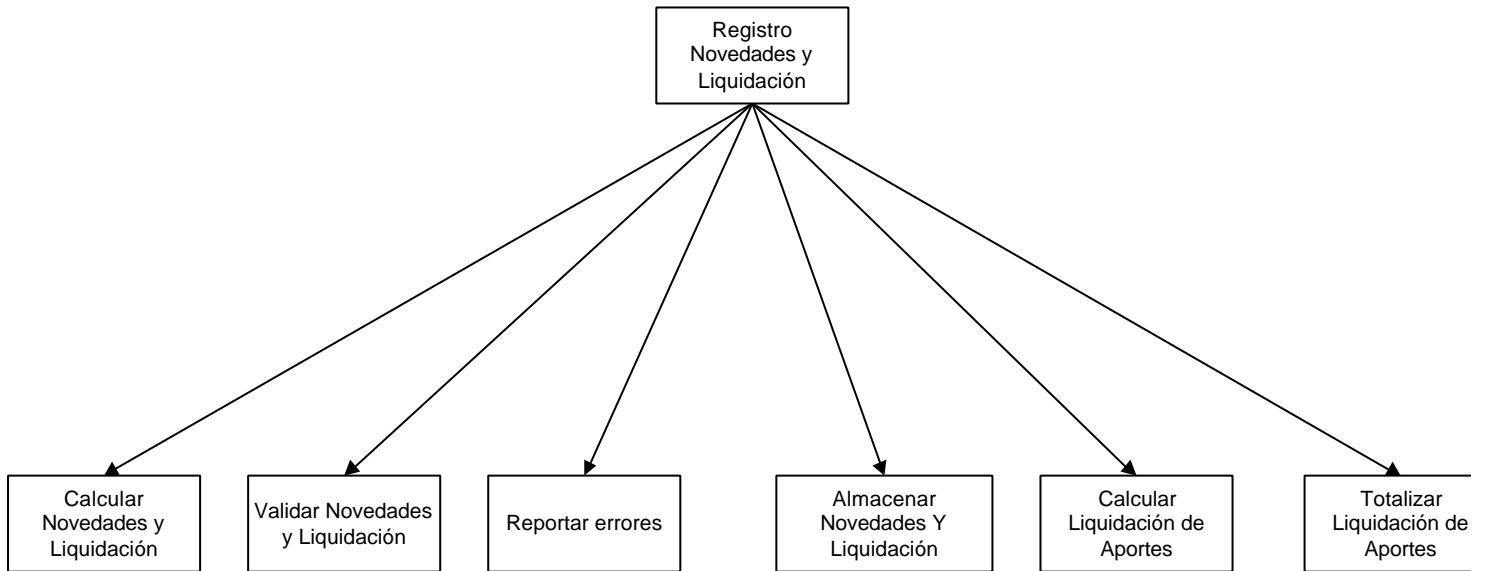 Registro
Novedades y
Liquidación
Calcular
Novedades y
Liquidación
Validar Novedades
y Liquidación
Reportar errores
Almacenar
Novedades Y
Liquidación
Calcular
Liquidación de
Aportes
Totalizar
Liquidación de
Aportes